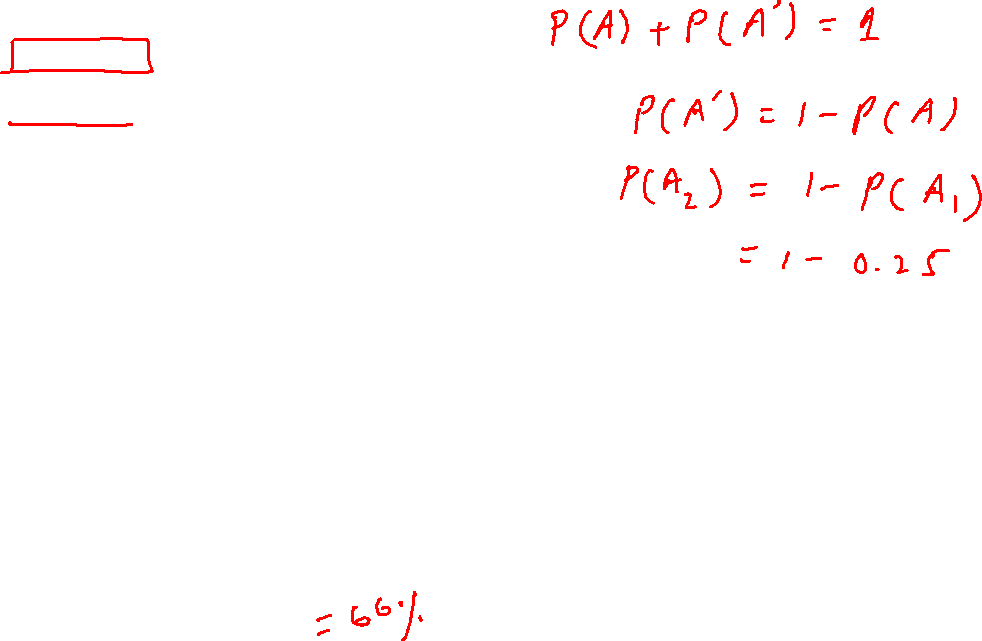 P(A) + P(A') = 1
P(A') = 1 - P(A)
P(A₂) = 1 - P(A₁)
= 1 - 0.25
= 66%